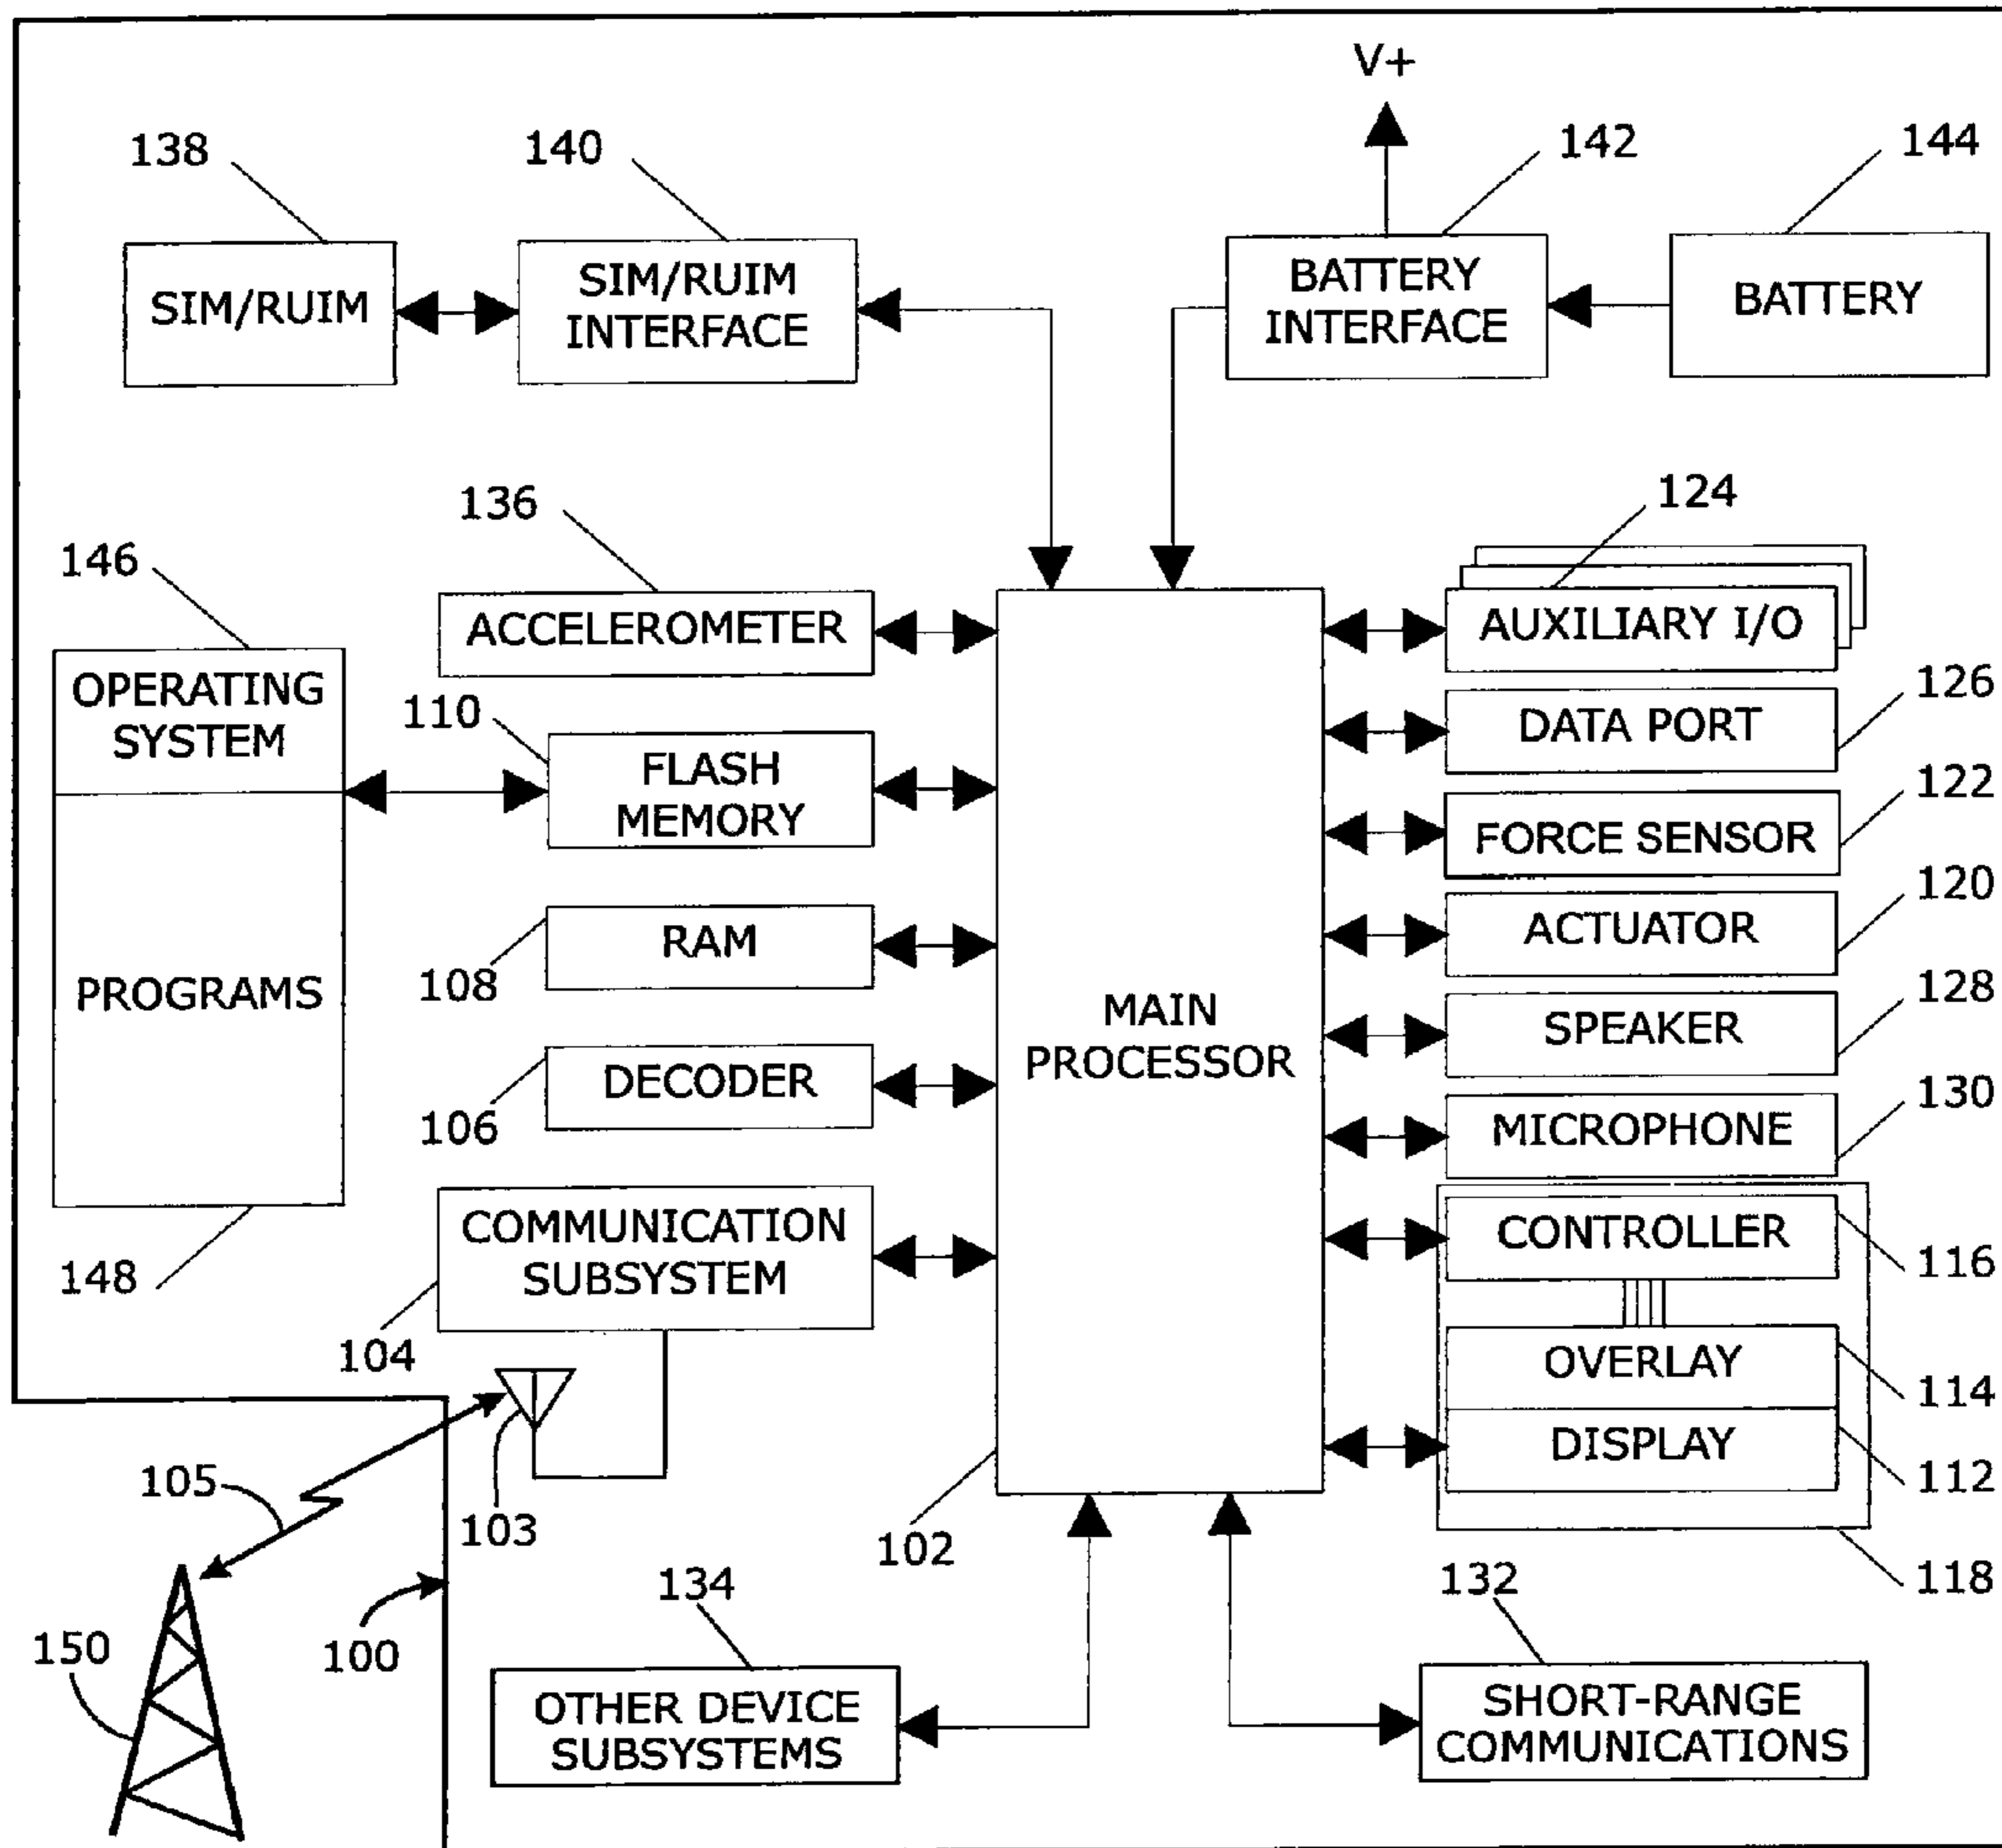 V+
138
140
142
144
SIM/RUIM
SIM/RUIM
INTERFACE
BATTERY
INTERFACE
BATTERY
136
124
146
ACCELEROMETER
AUXILIARY I/O
OPERATING
SYSTEM
110
FLASH
MEMORY
DATA PORT
126
FORCE SENSOR
122
RAM
108
ACTUATOR
120
PROGRAMS
MAIN
PROCESSOR
SPEAKER
128
DECODER
106
MICROPHONE
130
148
COMMUNICATION
SUBSYSTEM
104
CONTROLLER
116
OVERLAY
114
DISPLAY
112
105
103
102
118
150
100
134
132
OTHER DEVICE
SUBSYSTEMS
SHORT-RANGE
COMMUNICATIONS